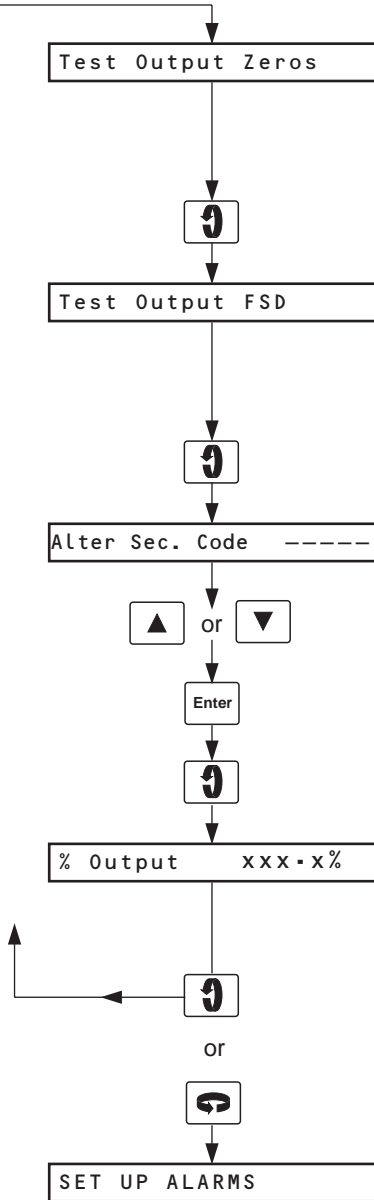 Test Output Zeros
Test Output FSD
Alter Sec. Code -----
▲ or ▼
Enter
% Output xxx.x%
or
SET UP ALARMS